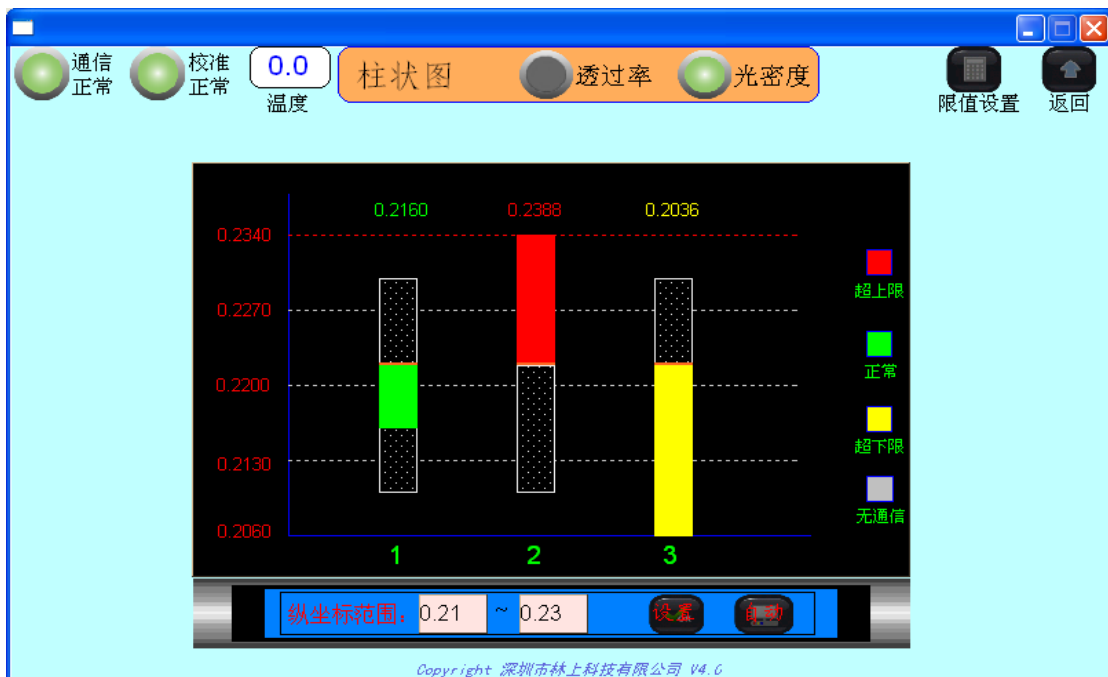 通信
正常
校准
正常
0.0
温度
柱状图
透过率
光密度
限值设置
返回
0.2160
0.2388
0.2036
0.2340
0.2270
0.2200
0.2130
0.2060
1
2
3
超上限
正常
超下限
无通信
纵坐标范围：
0.21
~
0.23
设置
自动
Copyright 深圳市林上科技有限公司 V4.C